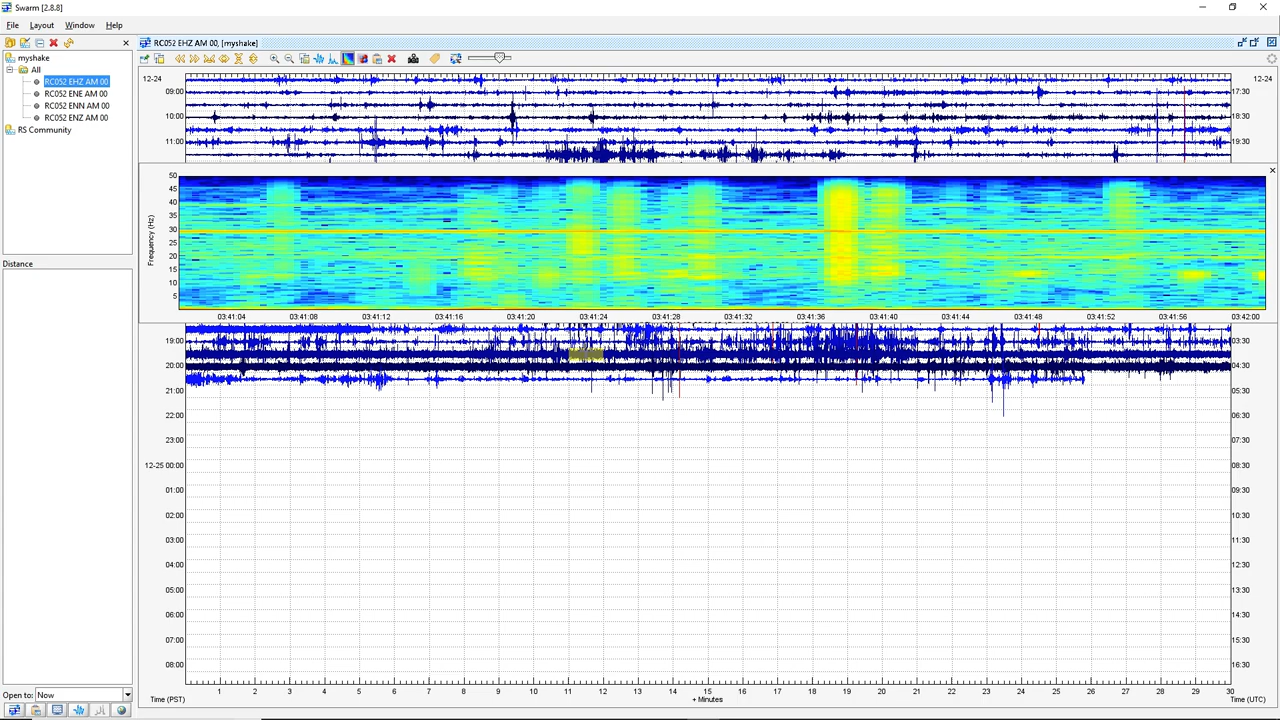 Swarm [2.8.8]
File Layout Window Help
myshake
All
RC052 EHZ AM 00
RC052 ENE AM 00
RC052 ENN AM 00
RC052 ENZ AM 00
RS Community
Distance
Open to: Now
RC052 EHZ AM 00, [myshake]
12-24 12-24
09:00 17:30
10:00 18:30
11:00 19:30
Frequency (Hz)
50
45
40
35
30
25
20
15
10
5
03:41:04 03:41:08 03:41:12 03:41:16 03:41:20 03:41:24 03:41:28 03:41:32 03:41:36 03:41:40 03:41:44 03:41:48 03:41:52 03:41:56 03:42:00
19:00 03:30
20:00 04:30
21:00 05:30
22:00 06:30
23:00 07:30
12-25 00:00 08:30
01:00 09:30
02:00 10:30
03:00 11:30
04:00 12:30
05:00 13:30
06:00 14:30
07:00 15:30
08:00 16:30
1 2 3 4 5 6 7 8 9 10 11 12 13 14 15 16 17 18 19 20 21 22 23 24 25 26 27 28 29 30
Time (PST) + Minutes Time (UTC)